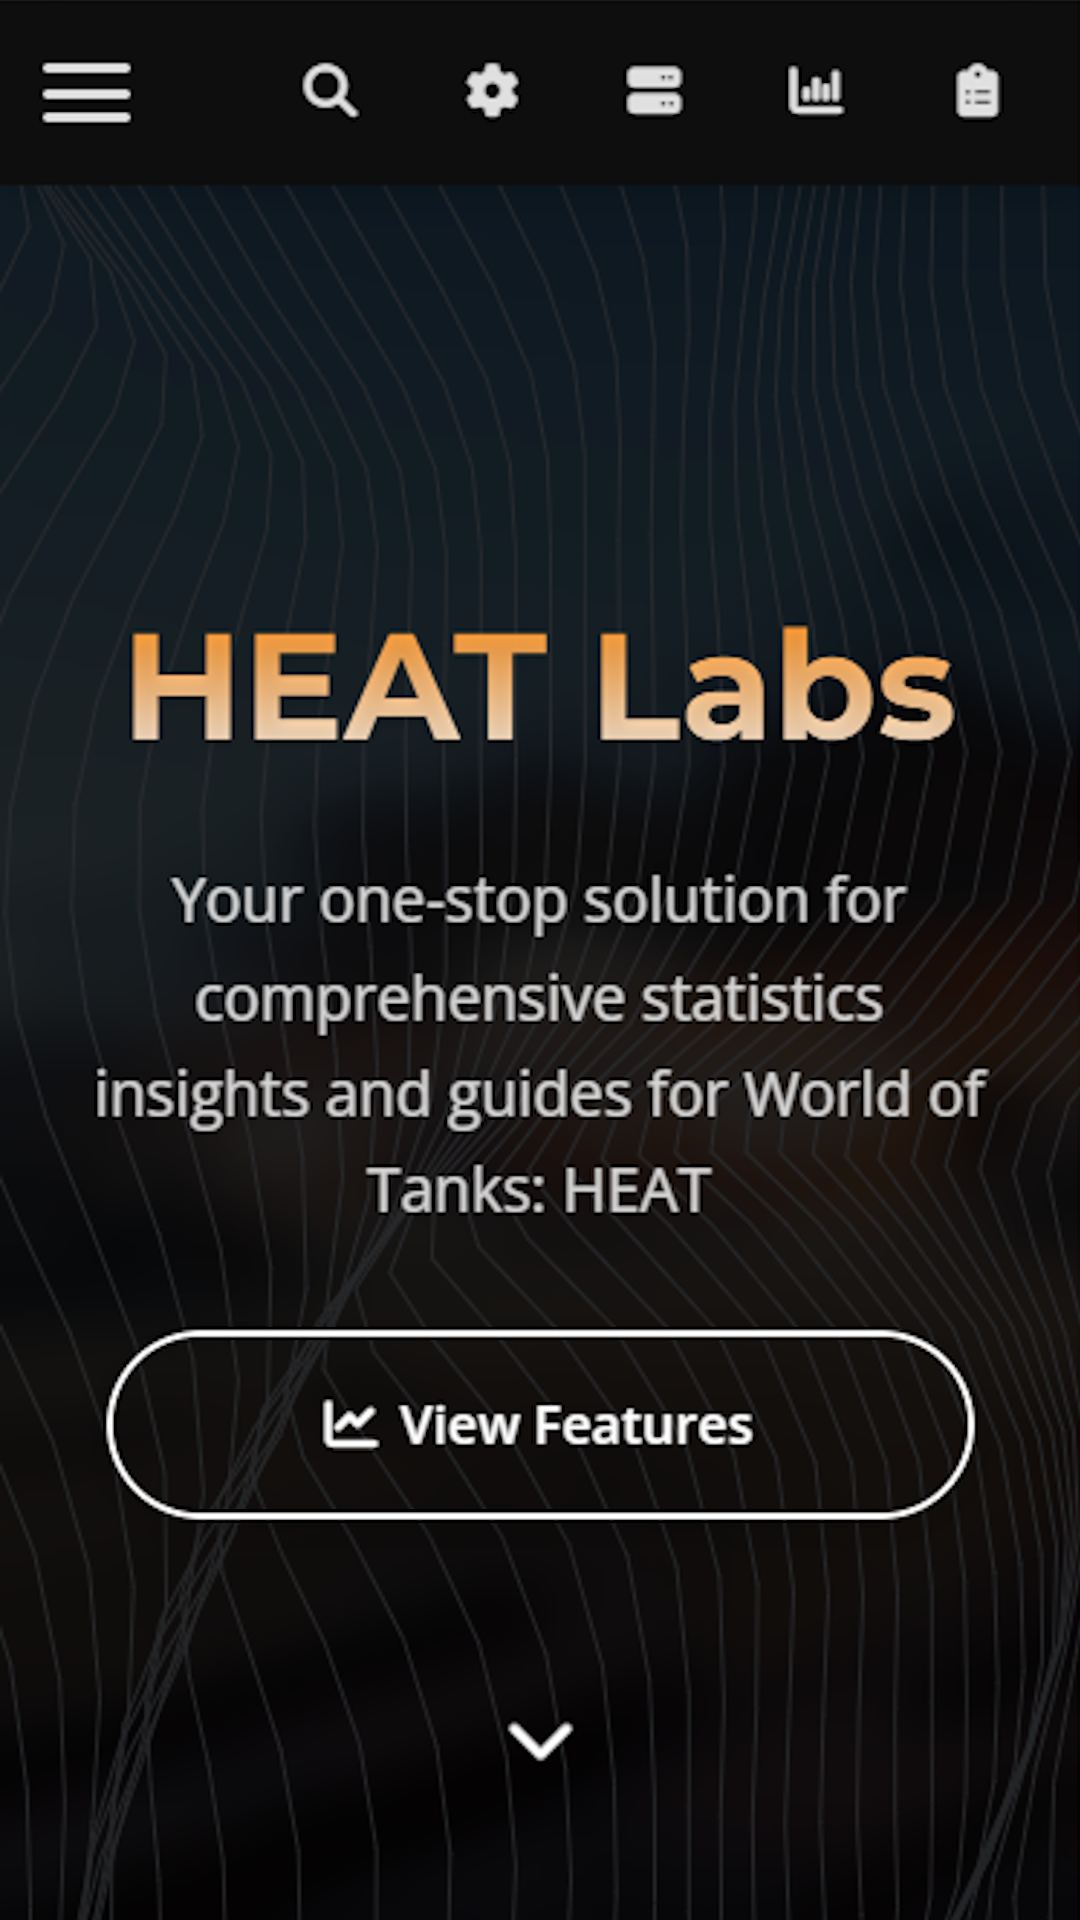 HEAT Labs
Your one-stop solution for
comprehensive statistics
insights and guides for World of
Tanks: HEAT
View Features